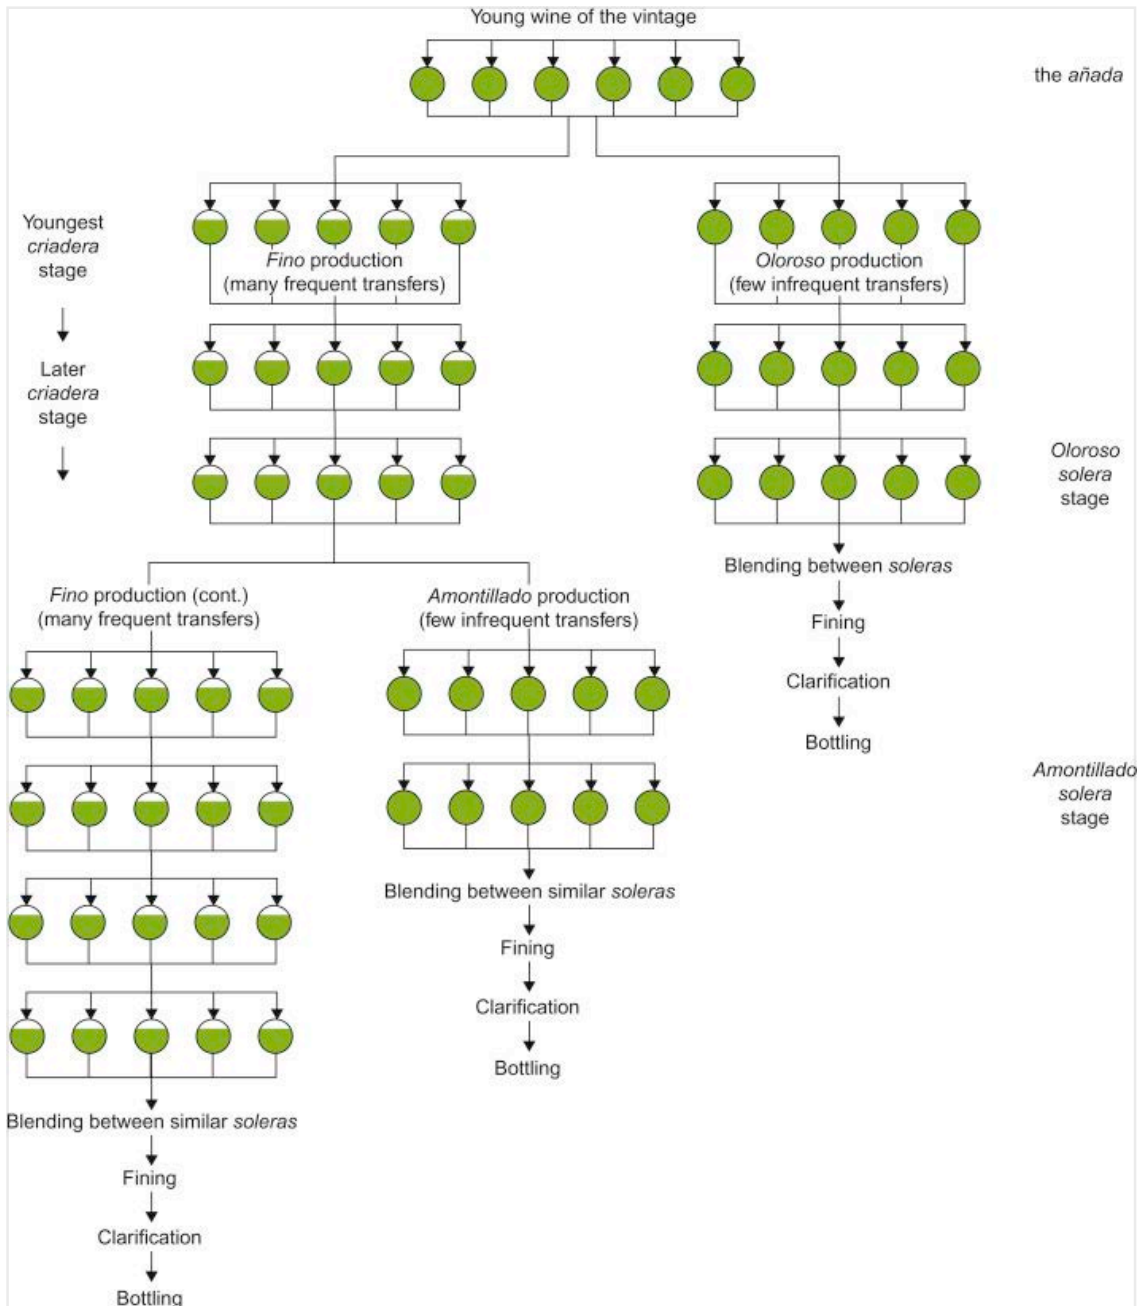 Young wine of the vintage
the añada
Youngest
criadera
stage
Fino production
(many frequent transfers)
Oloroso production
(few infrequent transfers)
Later
criadera
stage
Oloroso
solera
stage
Blending between soleras
Fining
Clarification
Bottling
Fino production (cont.)
(many frequent transfers)
Amontillado production
(few infrequent transfers)
Amontillado
solera
stage
Blending between similar soleras
Fining
Clarification
Bottling
Blending between similar soleras
Fining
Clarification
Bottling